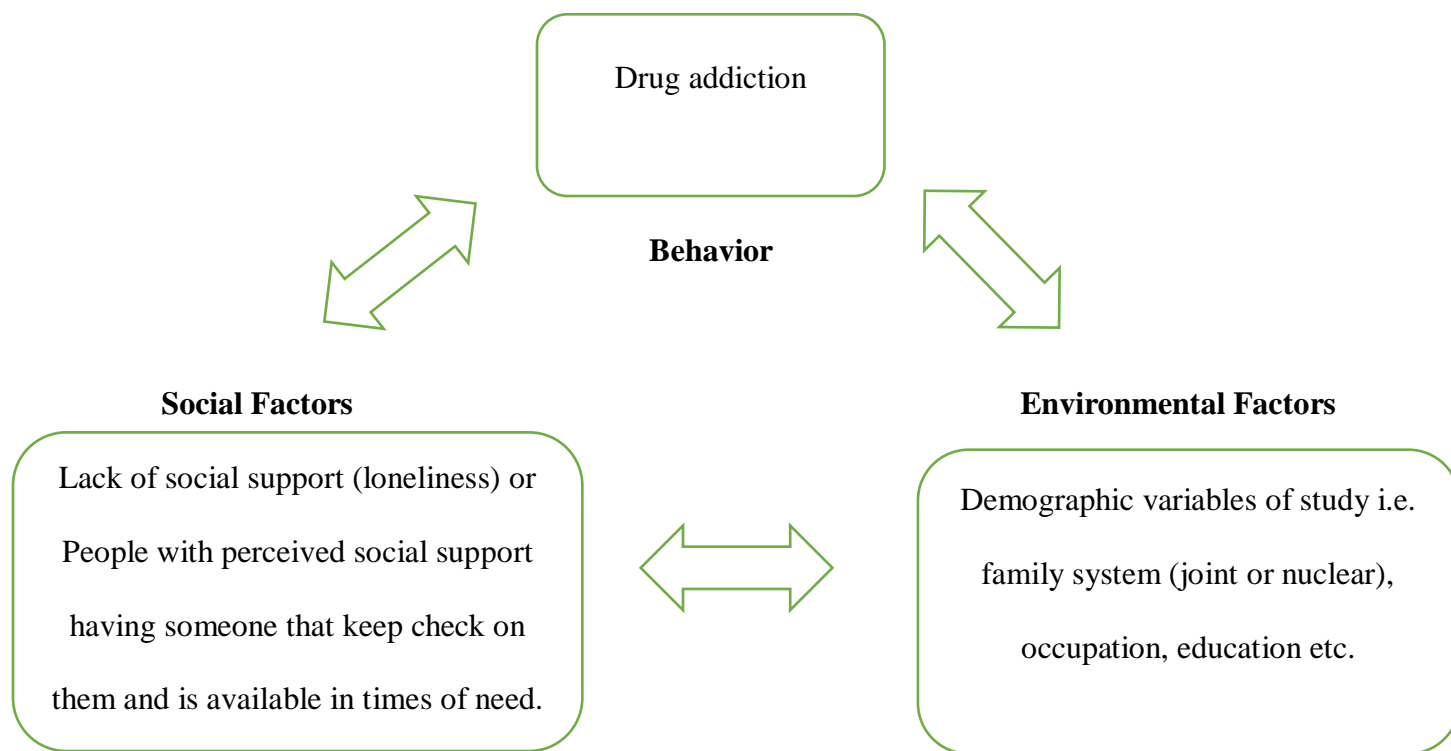 Drug addiction
Behavior
Social Factors
Lack of social support (loneliness) or
People with perceived social support
having someone that keep check on
them and is available in times of need.
Environmental Factors
Demographic variables of study i.e.
family system (joint or nuclear),
occupation, education etc.